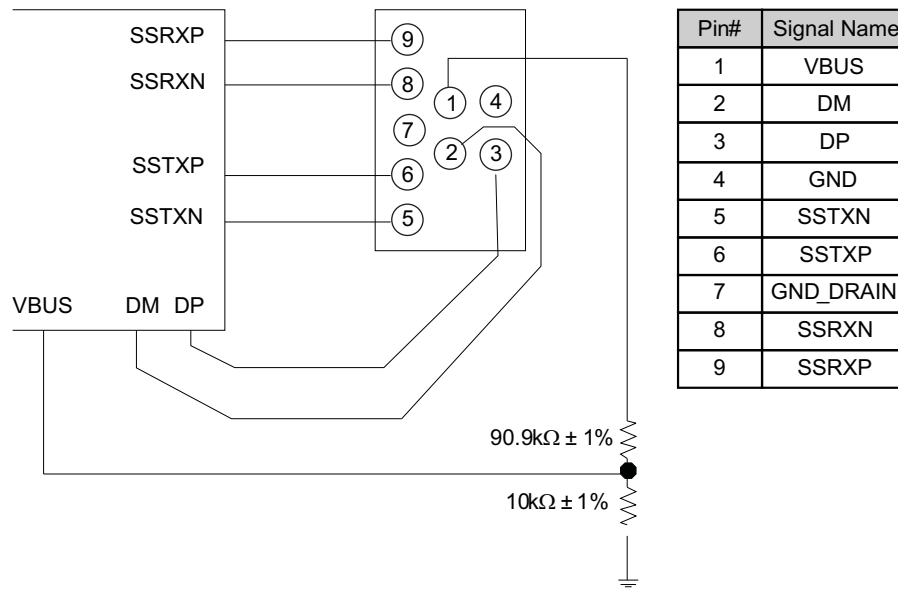 SSRXP
SSRXN
SSTXP
SSTXN
VBUS DM DP
9
8
7
6
5
1 4
2 3
90.9kΩ ± 1%
10kΩ ± 1%
Pin# Signal Name
1 VBUS
2 DM
3 DP
4 GND
5 SSTXN
6 SSTXP
7 GND_DRAIN
8 SSRXN
9 SSRXP